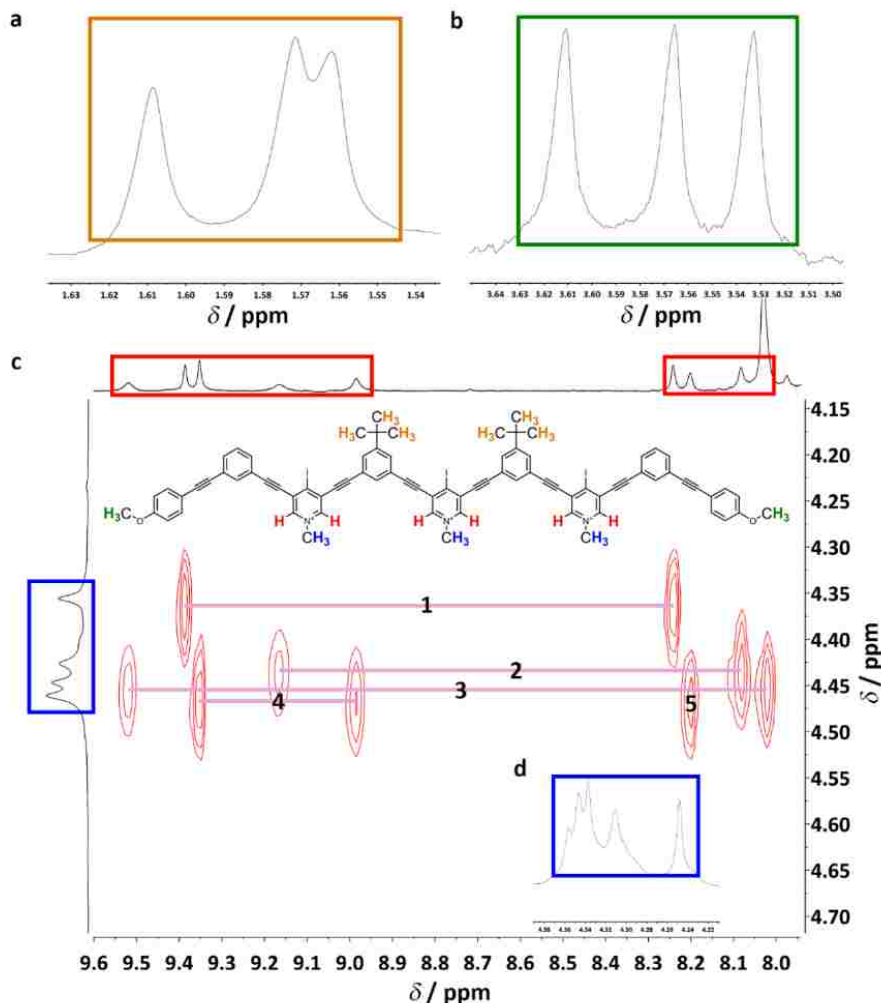 a
b
1.63 1.62 1.61 1.60 1.59 1.58 1.57 1.56 1.55 1.54
δ / ppm
3.64 3.61 3.60 3.59 3.58 3.57 3.56 3.55 3.54 3.53 3.52 3.50
δ / ppm
c
CH₃ CH₃
H₃C CH₃ H₃C CH₃
I I I
H₃C O O CH₃
H N⁺ H H N⁺ H H N⁺ H
CH₃ CH₃ CH₃
1
2
3
4
5
d
δ / ppm
4.15
4.20
4.25
4.30
4.35
4.40
4.45
4.50
4.55
4.60
4.65
4.70
9.6 9.5 9.4 9.3 9.2 9.1 9.0 8.9 8.8 8.7 8.6 8.5 8.4 8.3 8.2 8.1 8.0
δ / ppm